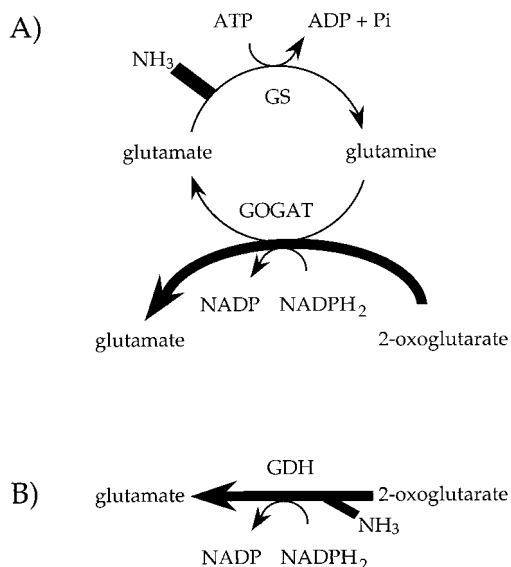 A)
ATP ADP + Pi
NH3
GS
glutamate glutamine
GOGAT
NADP NADPH2
glutamate 2-oxoglutarate
GDH
B) glutamate 2-oxoglutarate
NH3
NADP NADPH2